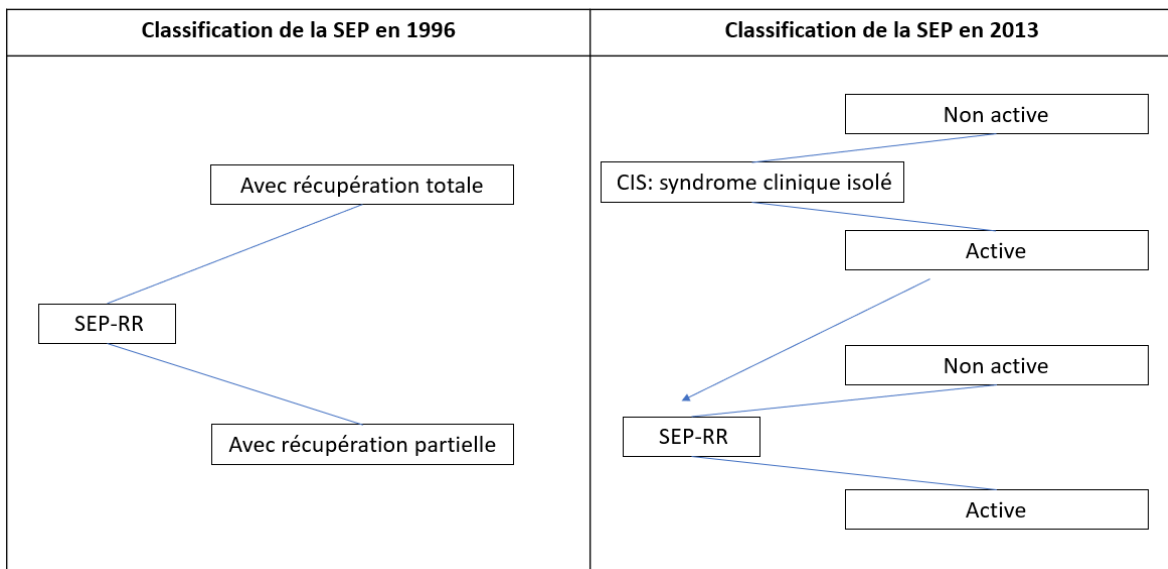 Classification de la SEP en 1996
Avec récupération totale
SEP-RR
Avec récupération partielle
Classification de la SEP en 2013
Non active
CIS: syndrome clinique isolé
Active
Non active
SEP-RR
Active